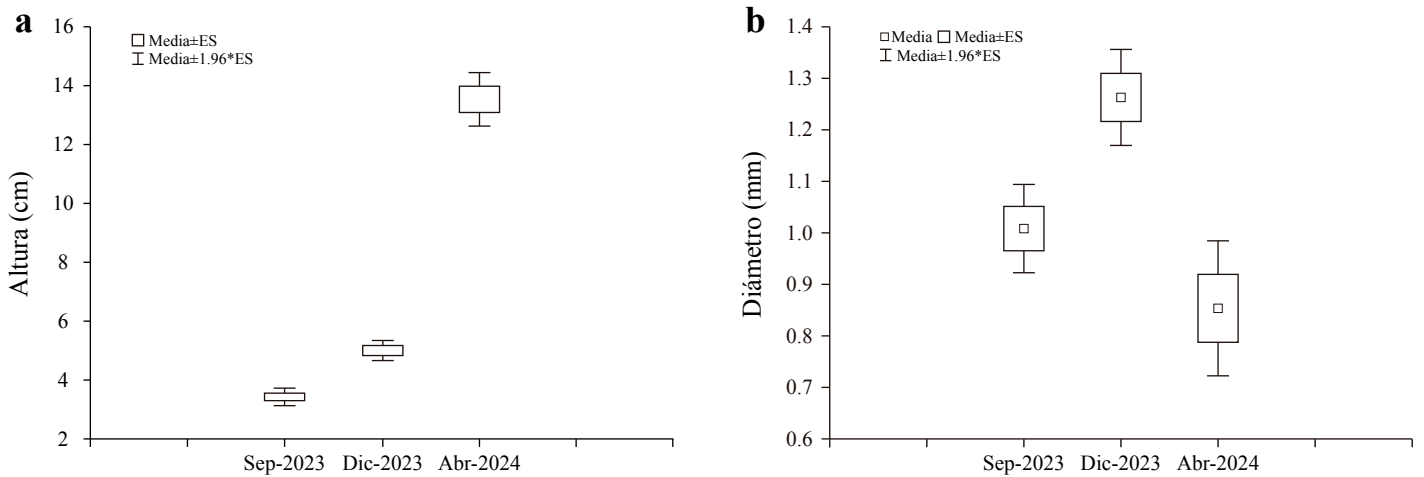 a
Media±ES
Media±1.96*ES
Altura (cm)
16
14
12
10
8
6
4
2
Sep-2023 Dic-2023 Abr-2024
b
Media Media±ES
Media±1.96*ES
Diámetro (mm)
1.4
1.3
1.2
1.1
1.0
0.9
0.8
0.7
0.6
Sep-2023 Dic-2023 Abr-2024